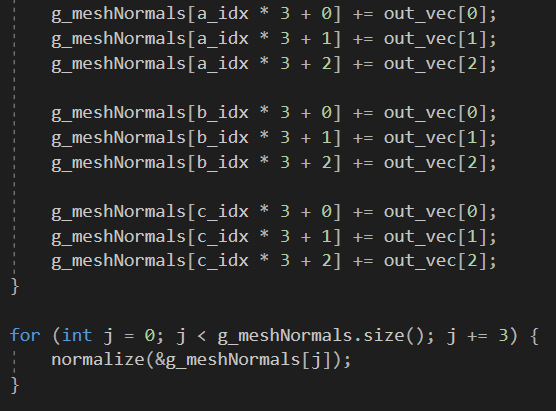 g_meshNormals[a_idx * 3 + 0] += out_vec[0];
g_meshNormals[a_idx * 3 + 1] += out_vec[1];
g_meshNormals[a_idx * 3 + 2] += out_vec[2];
g_meshNormals[b_idx * 3 + 0] += out_vec[0];
g_meshNormals[b_idx * 3 + 1] += out_vec[1];
g_meshNormals[b_idx * 3 + 2] += out_vec[2];
g_meshNormals[c_idx * 3 + 0] += out_vec[0];
g_meshNormals[c_idx * 3 + 1] += out_vec[1];
g_meshNormals[c_idx * 3 + 2] += out_vec[2];
}
for (int j = 0; j < g_meshNormals.size(); j += 3) {
normalize(&g_meshNormals[j]);
}